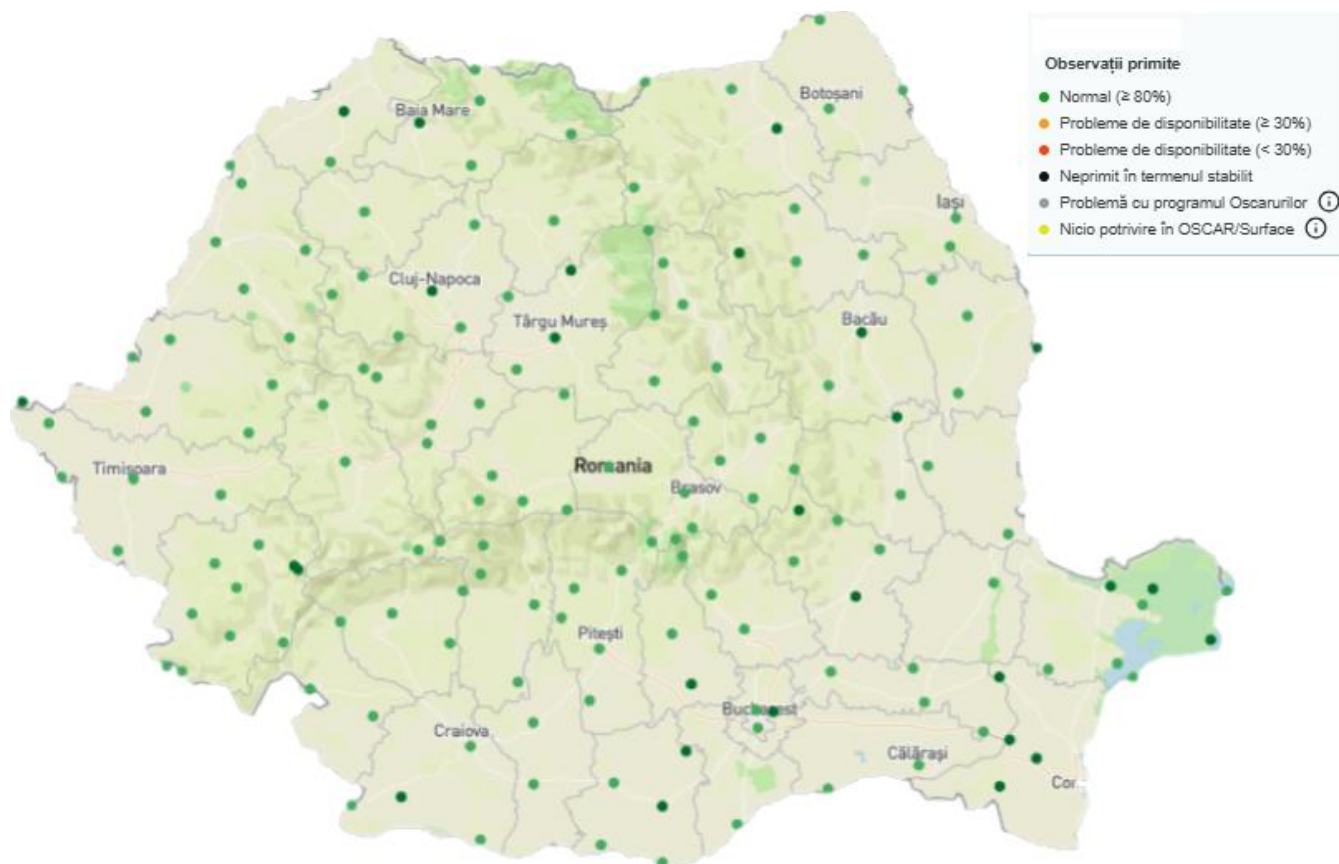 Observații primite
Normal (≥ 80%)
Probleme de disponibilitate (≥ 30%)
Probleme de disponibilitate (< 30%)
Neprimit în termenul stabilit
Problemă cu programul Oscarurilor
Nicio potrivire în OSCAR/Surface
Botoșani
Baia Mare
Iași
Cluj-Napoca
Târgu Mureș
Bacău
Timișoara
Romania
Brașov
Pitești
Bucharest
Craiova
Călărași
Cor